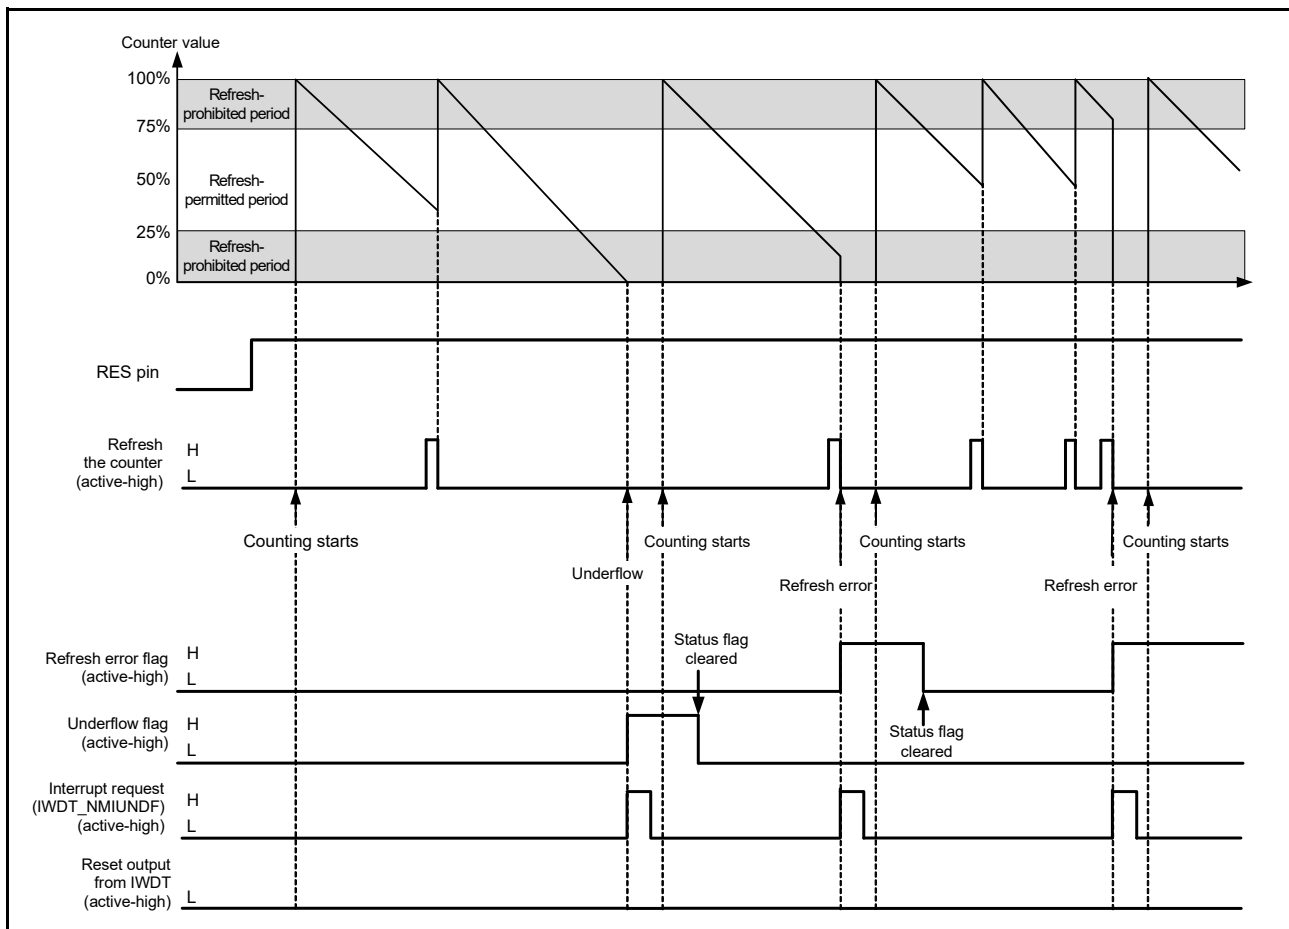 Counter value
100%
Refresh-
prohibited period
75%
50%
Refresh-
permitted period
25%
Refresh-
prohibited period
0%
RES pin
Refresh
the counter
(active-high)
H
L
Counting starts
Counting starts
Counting starts
Counting starts
Underflow
Refresh error
Refresh error
Status flag
cleared
Refresh error flag
(active-high)
H
L
Underflow flag
(active-high)
H
L
Status flag
cleared
Interrupt request
(IWDT_NMIUNDF)
(active-high)
H
L
Reset output
from IWDT
(active-high)
L